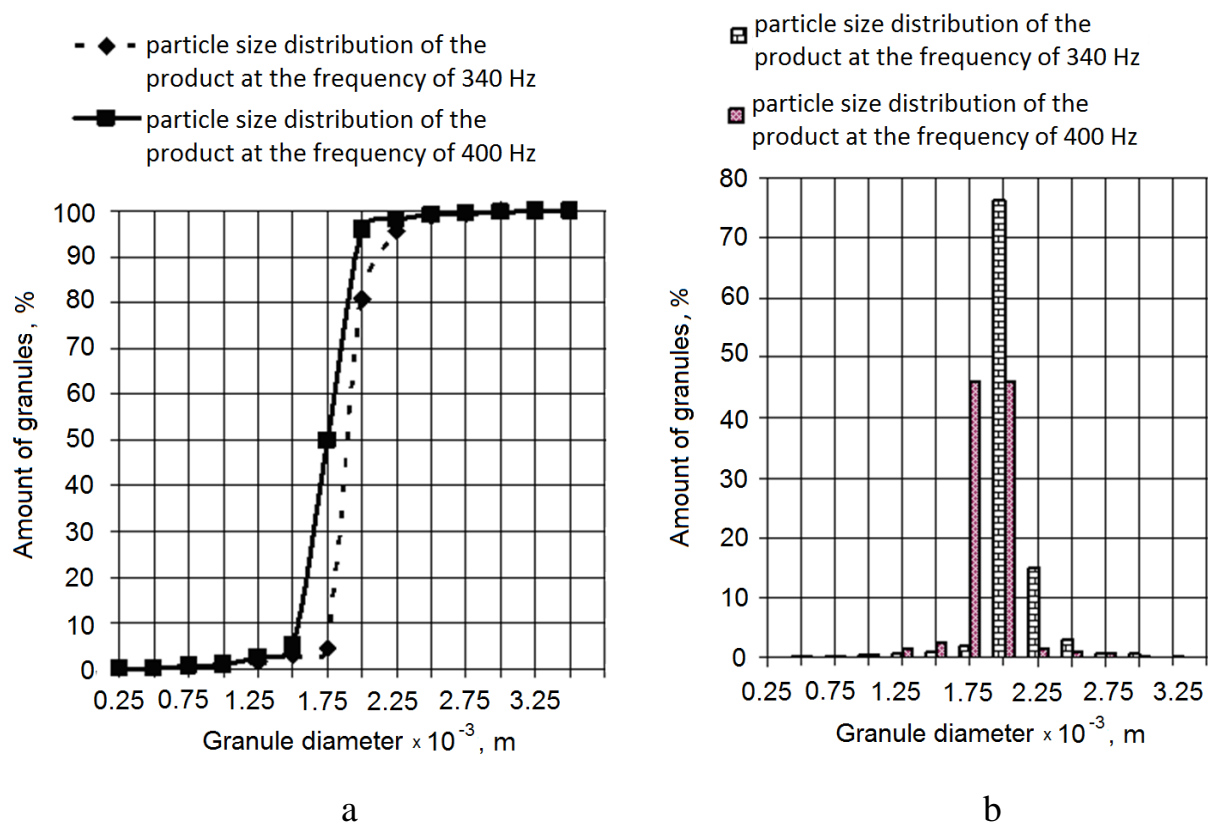 particle size distribution of the
product at the frequency of 340 Hz
particle size distribution of the
product at the frequency of 400 Hz
100
90
80
70
60
50
40
30
20
10
0
Amount of granules, %
0.25 0.75 1.25 1.75 2.25 2.75 3.25
Granule diameter × 10⁻³, m
a
particle size distribution of the
product at the frequency of 340 Hz
particle size distribution of the
product at the frequency of 400 Hz
80
70
60
50
40
30
20
10
0
Amount of granules, %
0.25 0.75 1.25 1.75 2.25 2.75 3.25
Granule diameter × 10⁻³, m
b